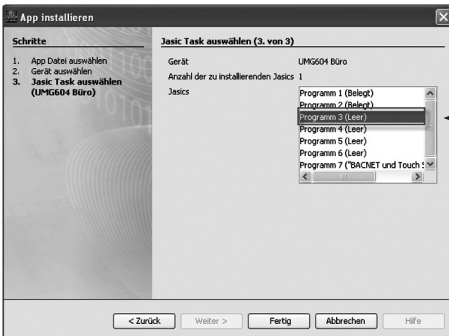 App installieren
Schritte
1. App Datei auswählen
2. Gerät auswählen
3. Jasic Task auswählen
(UMG604 Büro)
Jasic Task auswählen (3. von 3)
Gerät UMG604 Büro
Anzahl der zu installierenden Jasics 1
Jasics
Programm 1 (Belegt)
Programm 2 (Belegt)
Programm 3 (Leer)
Programm 4 (Leer)
Programm 5 (Leer)
Programm 6 (Leer)
Programm 7 ("BACNET und Touch
< Zurück
Weiter >
Fertig
Abbrechen
Hilfe